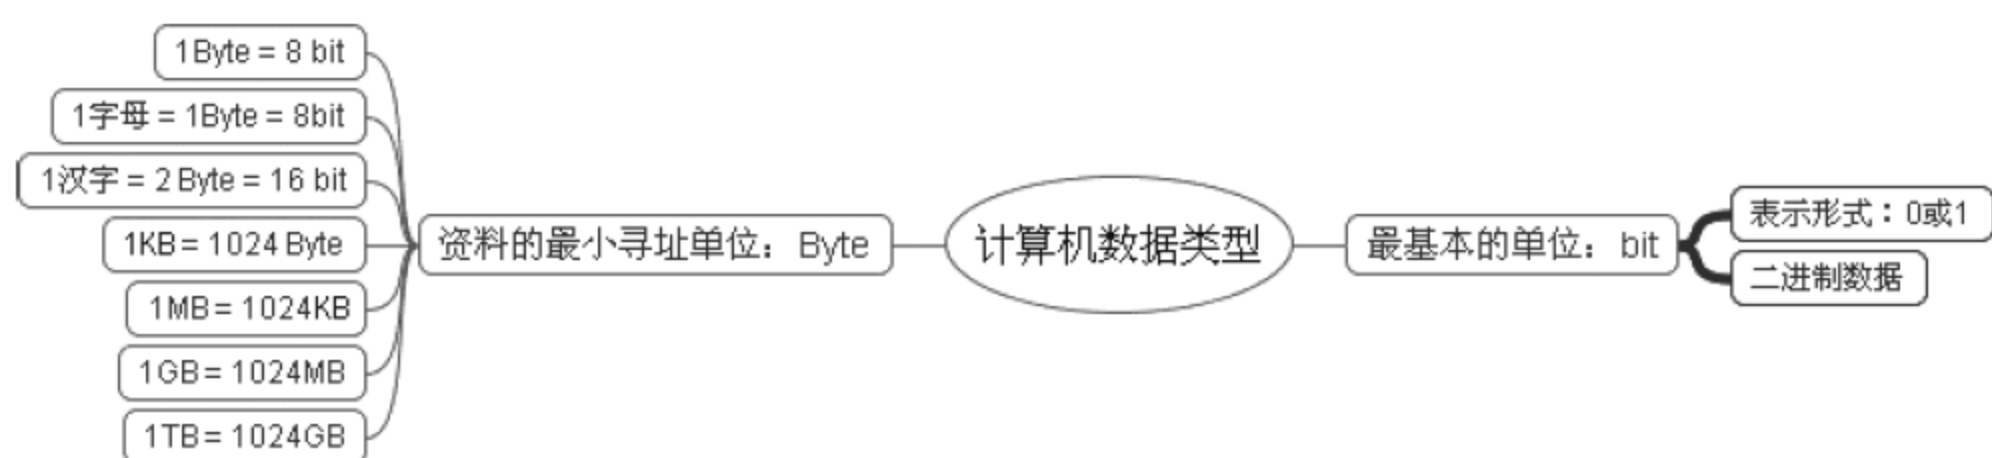 1Byte = 8 bit
1字母 = 1Byte = 8bit
1汉字 = 2 Byte = 16 bit
1KB = 1024 Byte
1MB = 1024KB
1GB = 1024MB
1TB = 1024GB
资料的最小寻址单位：Byte
计算机数据类型
最基本的单位：bit
表示形式：0或1
二进制数据